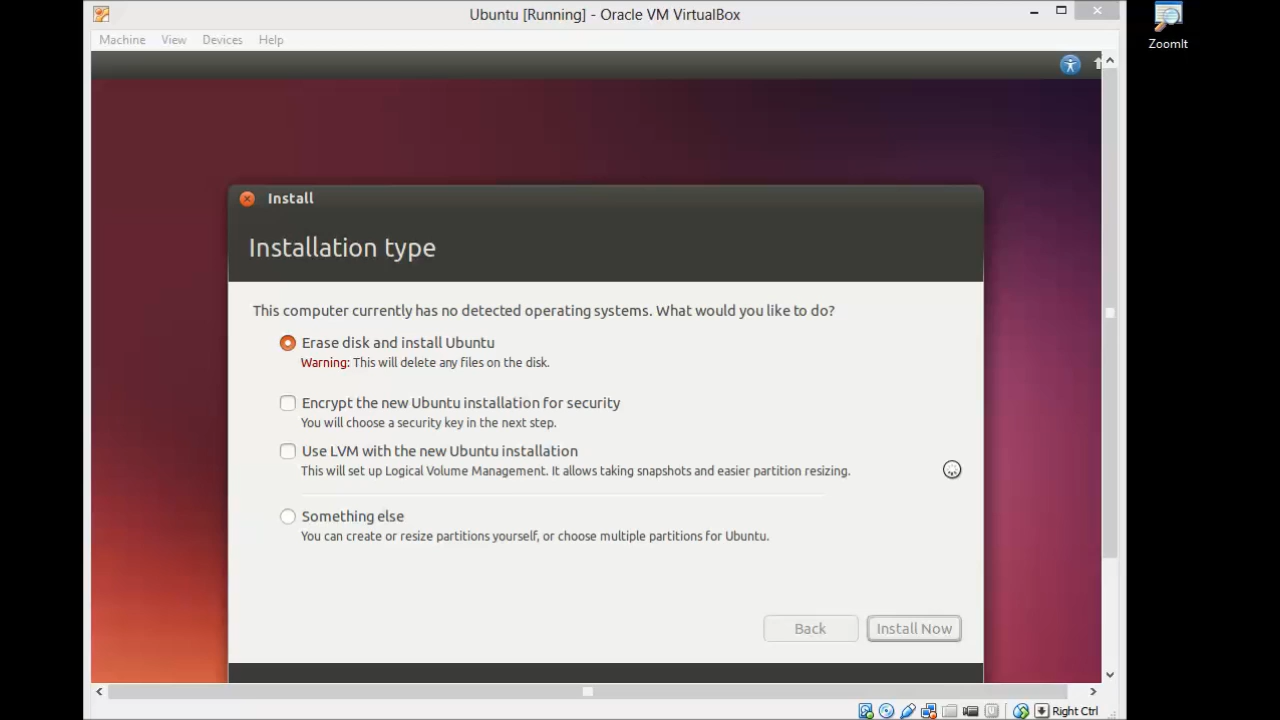 Ubuntu [Running] - Oracle VM VirtualBox
ZoomIt
Machine View Devices Help
Install
Installation type
This computer currently has no detected operating systems. What would you like to do?
Erase disk and install Ubuntu
Warning: This will delete any files on the disk.
Encrypt the new Ubuntu installation for security
You will choose a security key in the next step.
Use LVM with the new Ubuntu installation
This will set up Logical Volume Management. It allows taking snapshots and easier partition resizing.
Something else
You can create or resize partitions yourself, or choose multiple partitions for Ubuntu.
Back Install Now
Right Ctrl